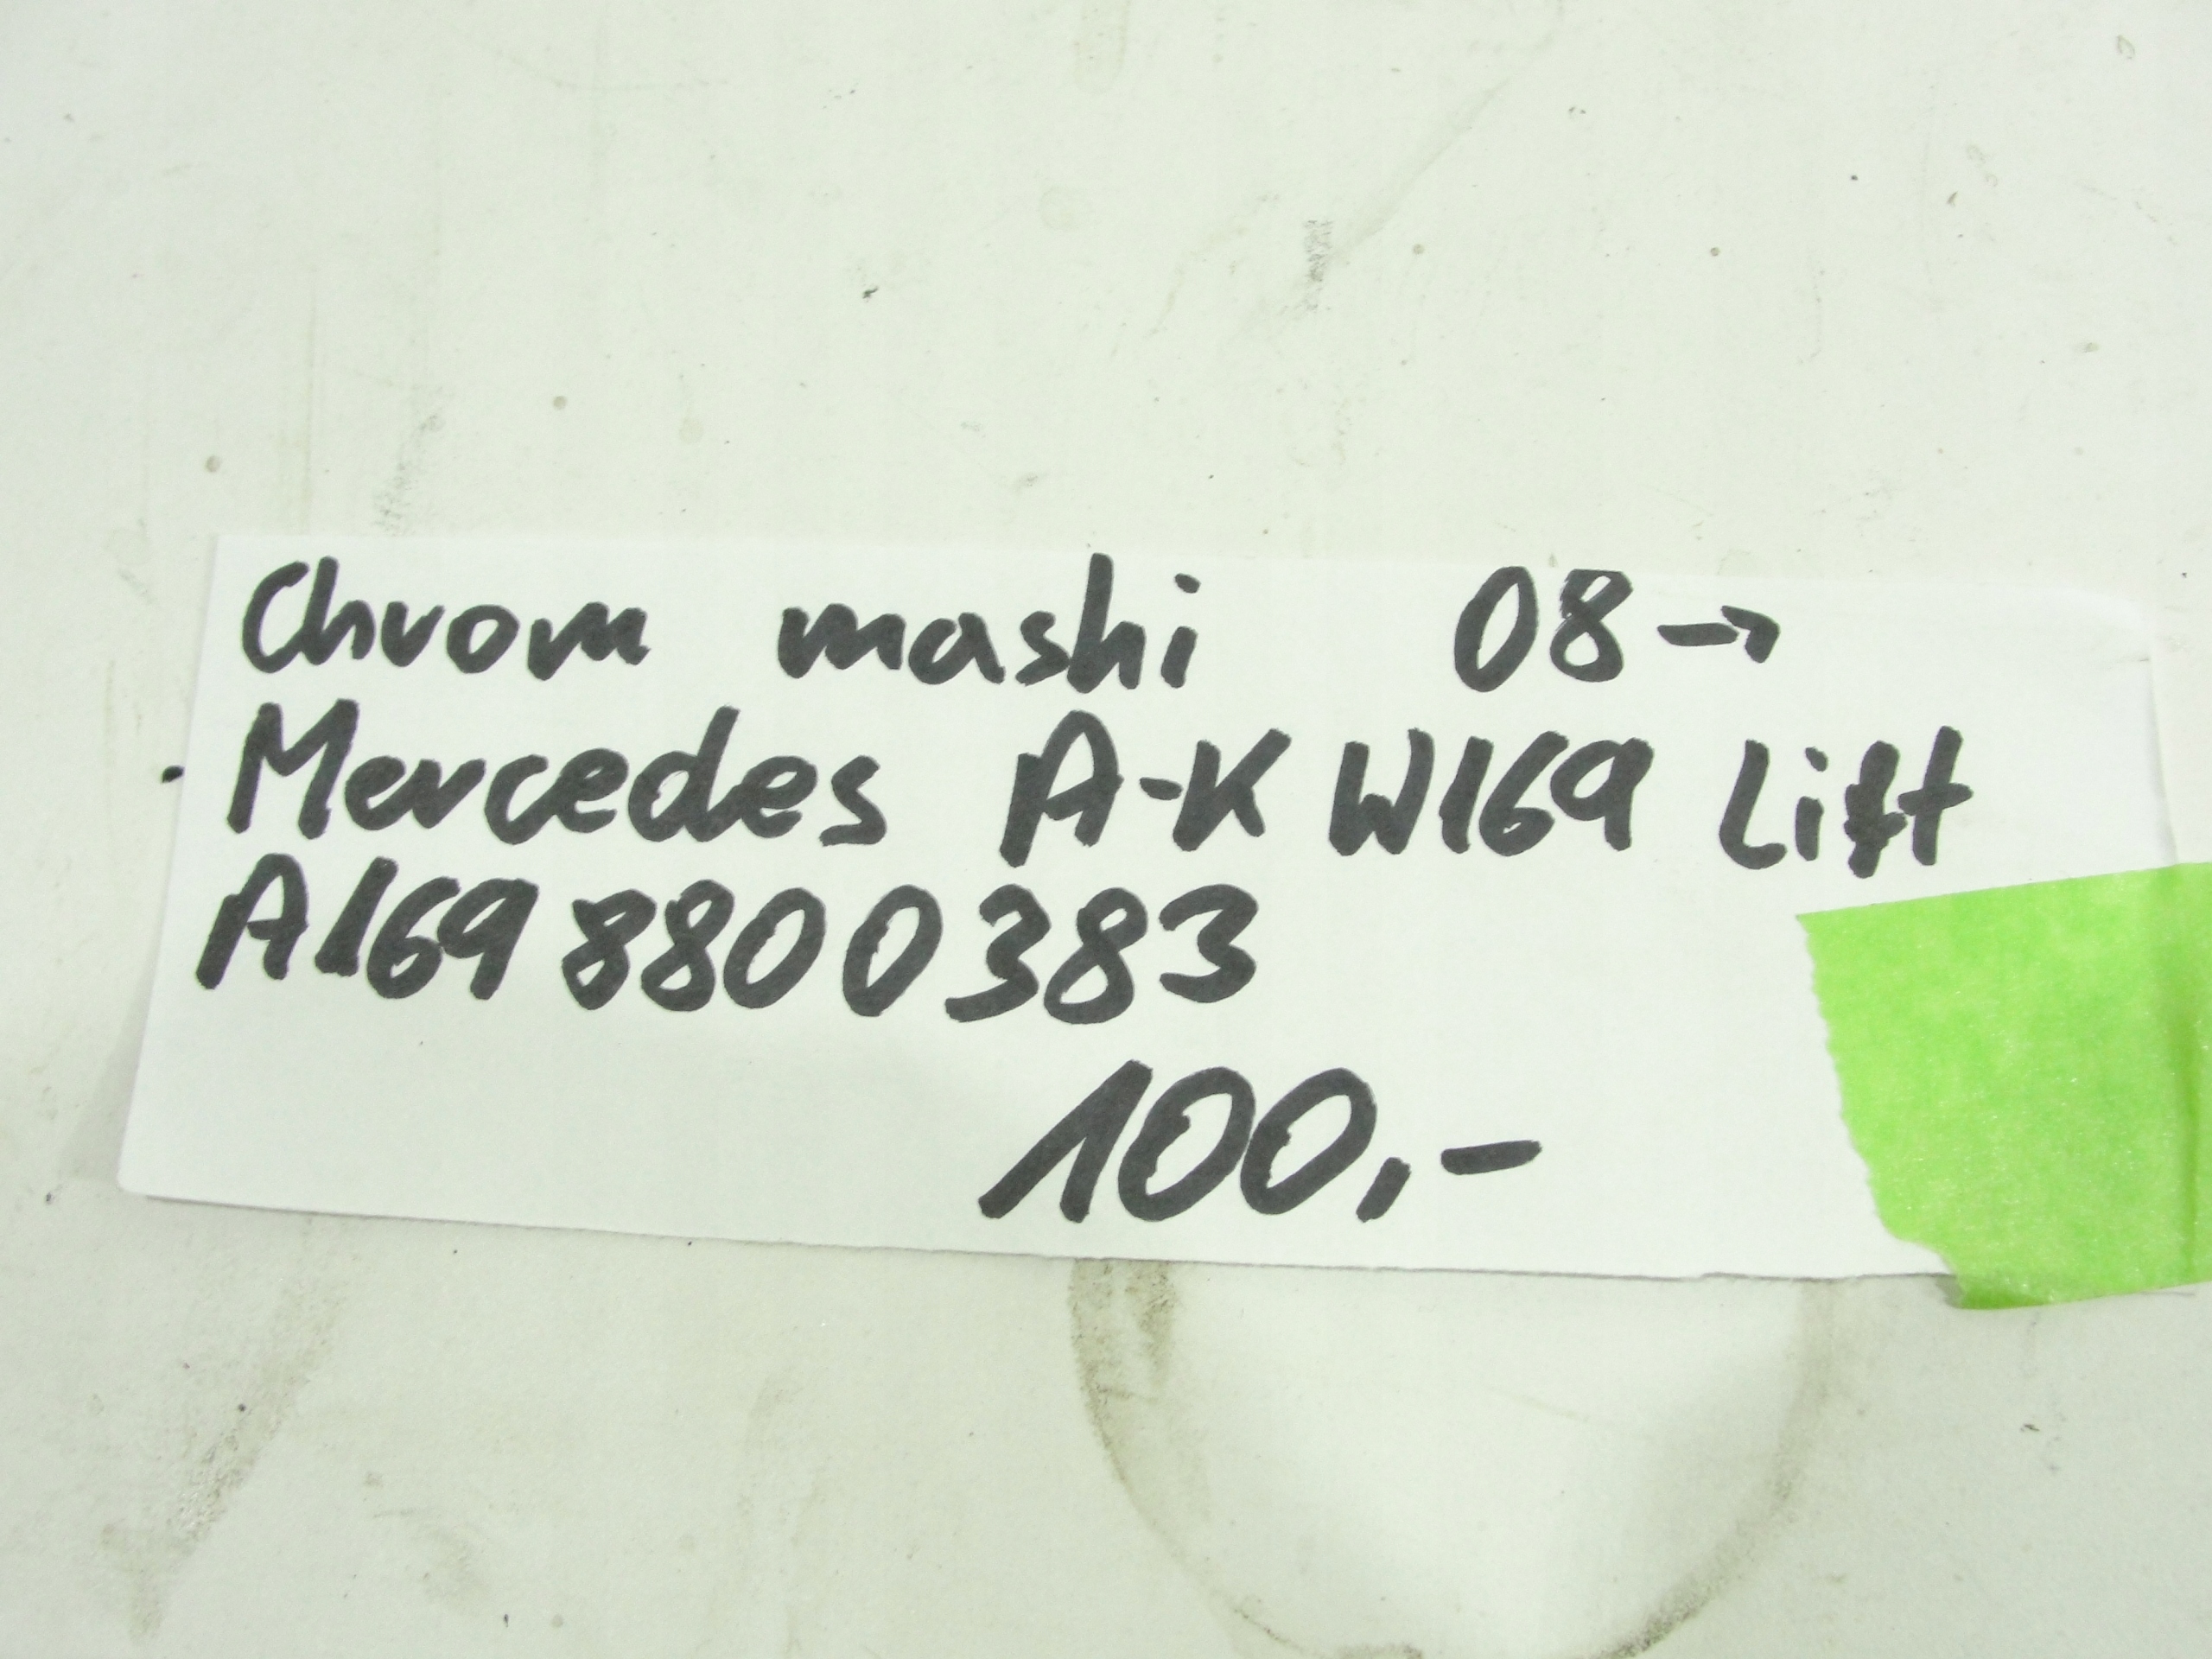 Chrom mashi 08→
Mercedes A-K W169 Lift
A169 8800383
100,-